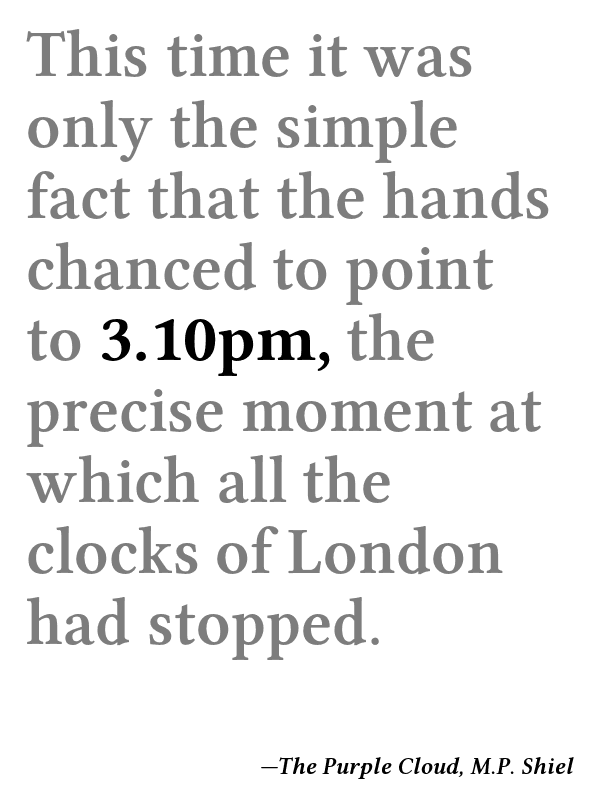 This time it was
only the simple
fact that the hands
chanced to point
to 3.10pm, the
precise moment at
which all the
clocks of London
had stopped.
—The Purple Cloud, M.P. Shiel